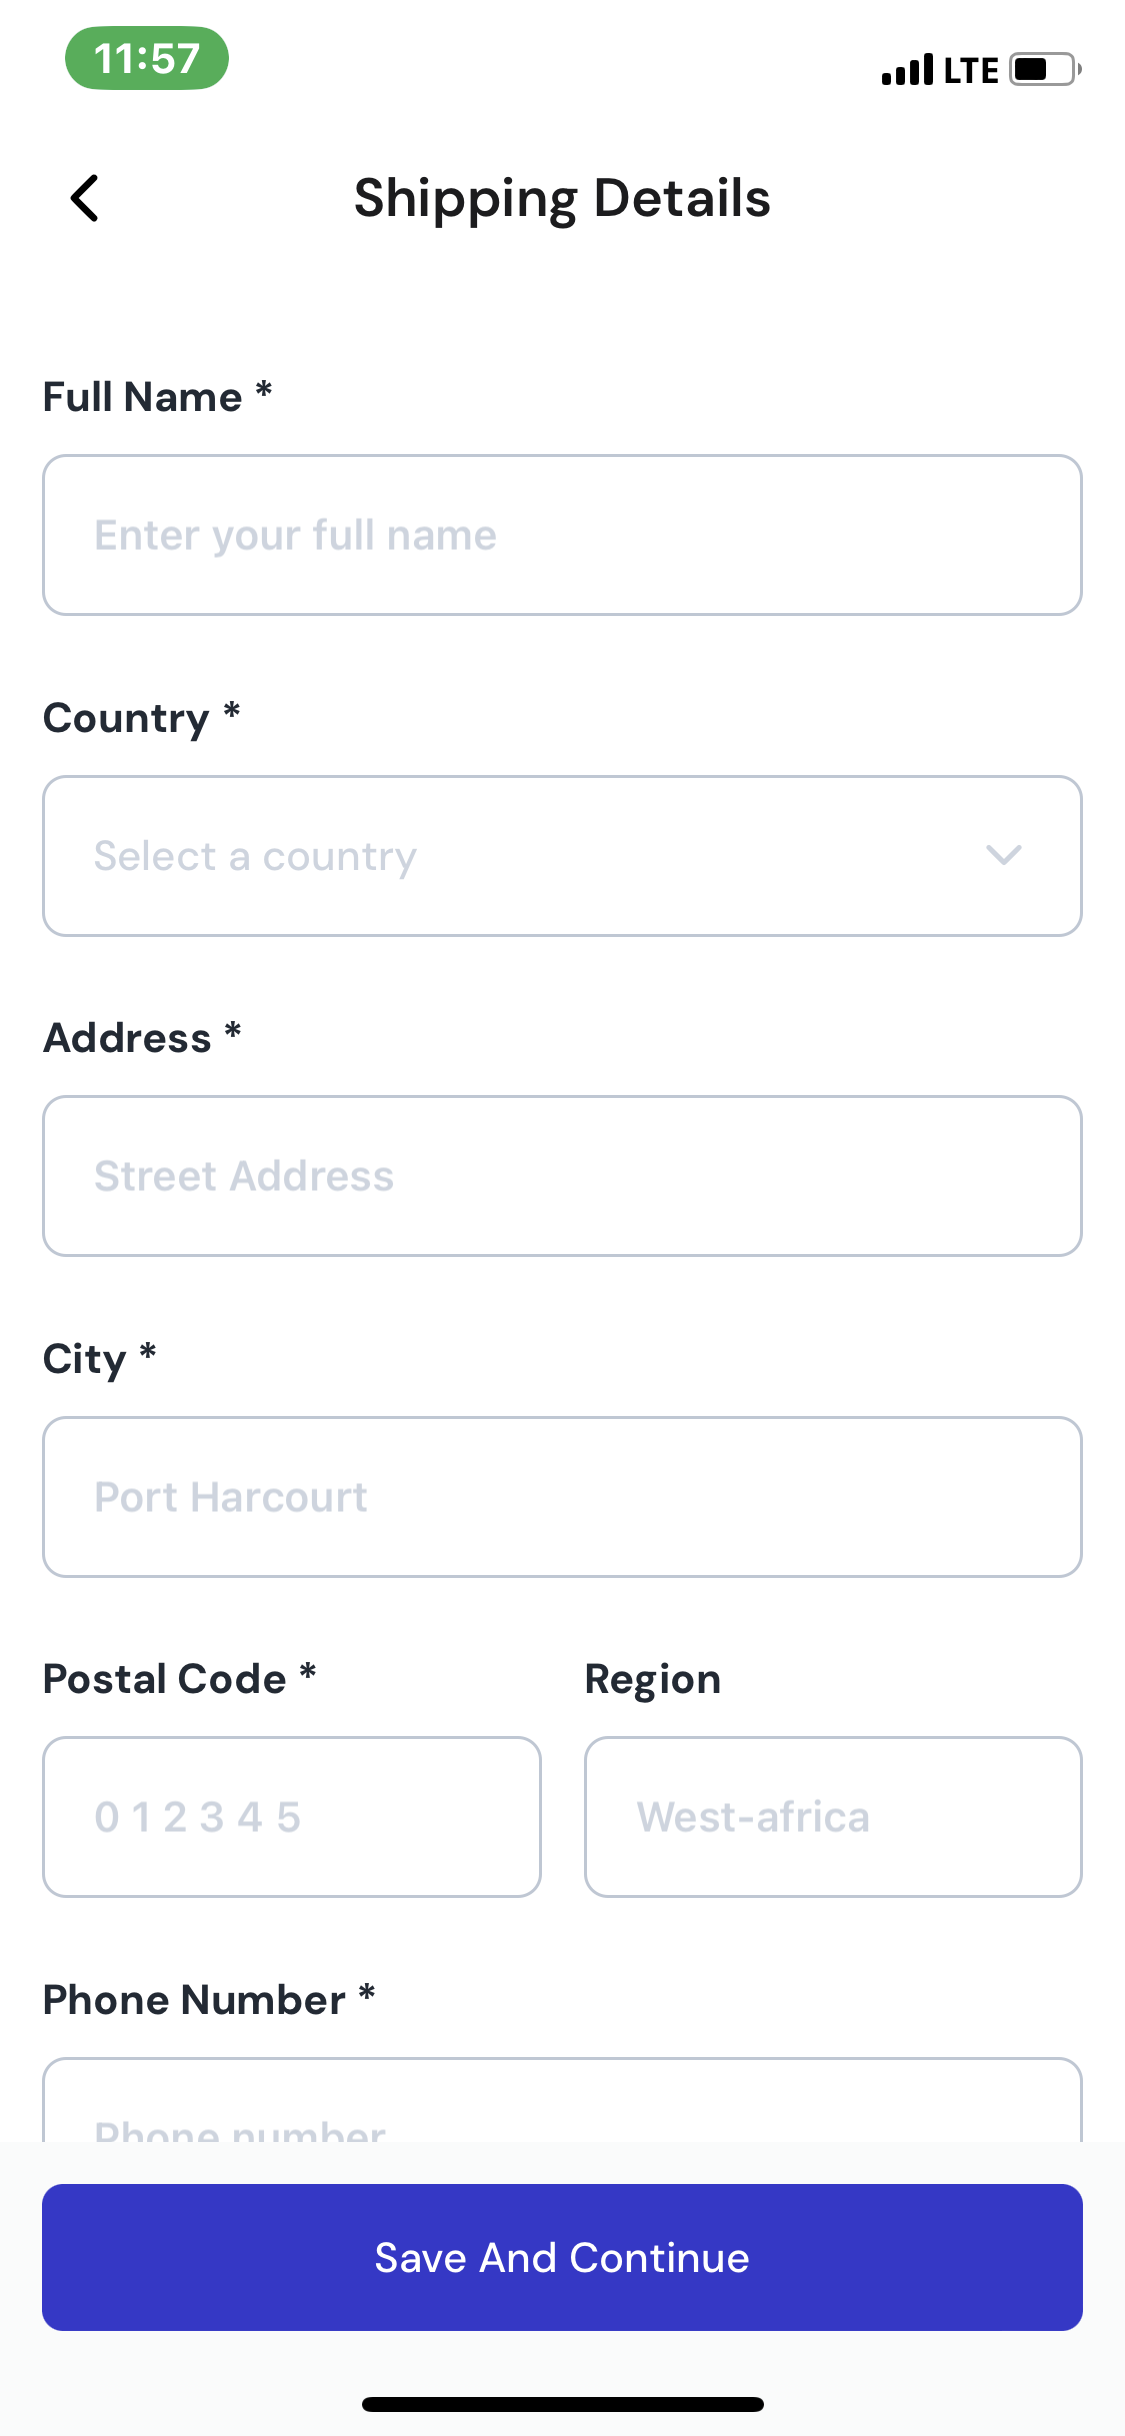 11:57 LTE
Shipping Details
Full Name *
Enter your full name
Country *
Select a country
Address *
Street Address
City *
Port Harcourt
Postal Code * Region
0 1 2 3 4 5 West-africa
Phone Number *
Phone number
Save And Continue